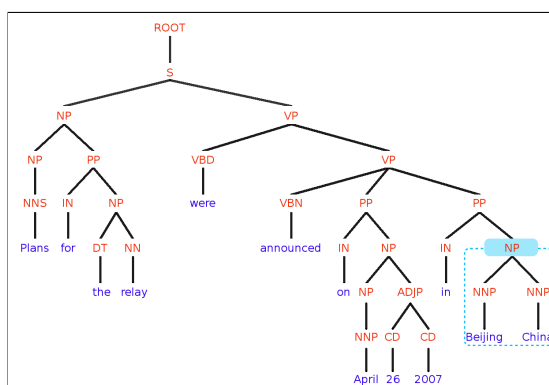 ROOT
S
NP VP
NP PP VBD VP
NNS IN NP were VBN PP PP
Plans for DT NN announced IN NP IN NP
the relay on NP ADJP in NNP NNP
NNP CD CD Beijing China
April 26 2007